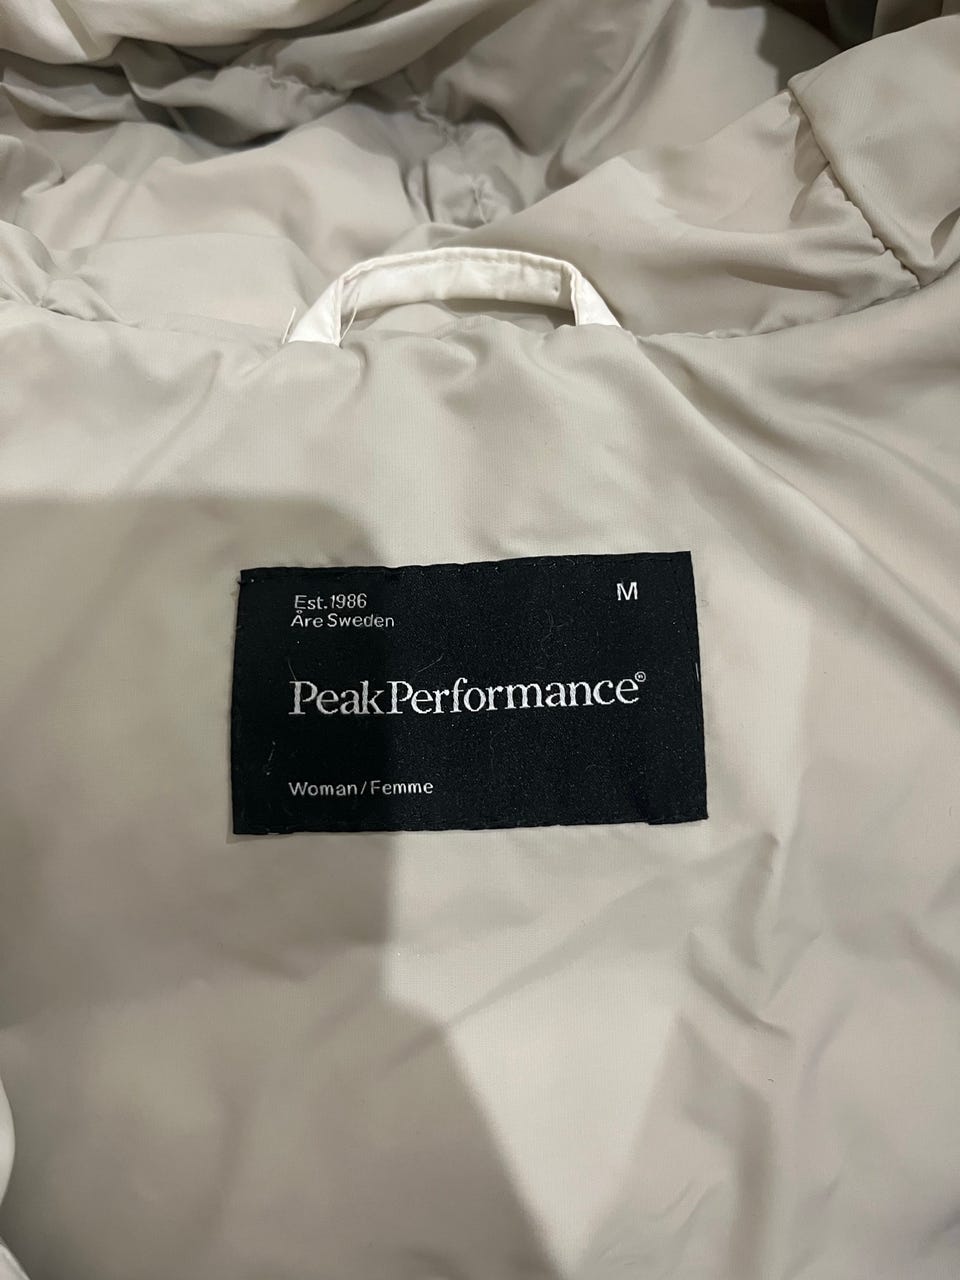 Est.1986
Åre Sweden
M
PeakPerformance®
Woman/Femme